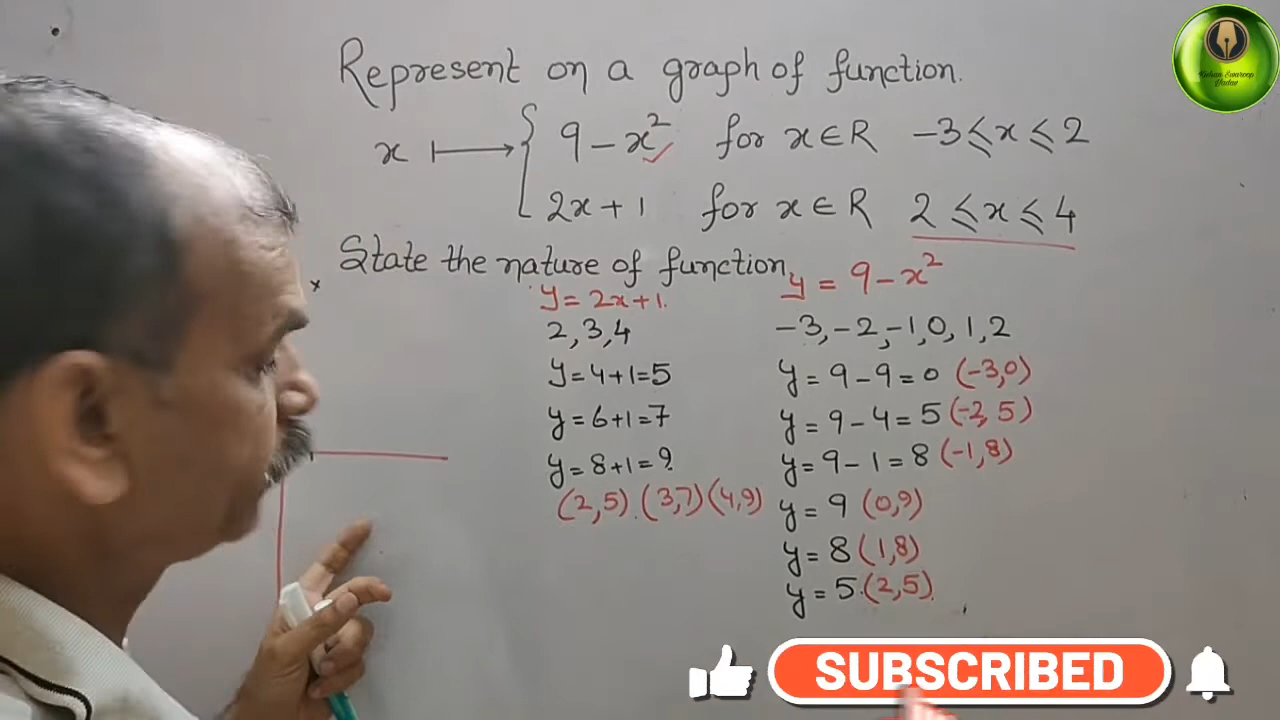 Represent on a graph of function.
x ↦ { 9 - x² for x ∈ R -3 ≤ x ≤ 2
2x + 1 for x ∈ R 2 ≤ x ≤ 4
State the nature of function
y = 2x+1.
2, 3, 4
y = 4+1 = 5
y = 6+1 = 7
y = 8+1 = 9
(2,5) (3,7) (4,9)
y = 9 - x²
-3, -2, -1, 0, 1, 2
y = 9 - 9 = 0 (-3,0)
y = 9 - 4 = 5 (-2,5)
y = 9 - 1 = 8 (-1,8)
y = 9 (0,9)
y = 8 (1,8)
y = 5 (2,5)
SUBSCRIBED